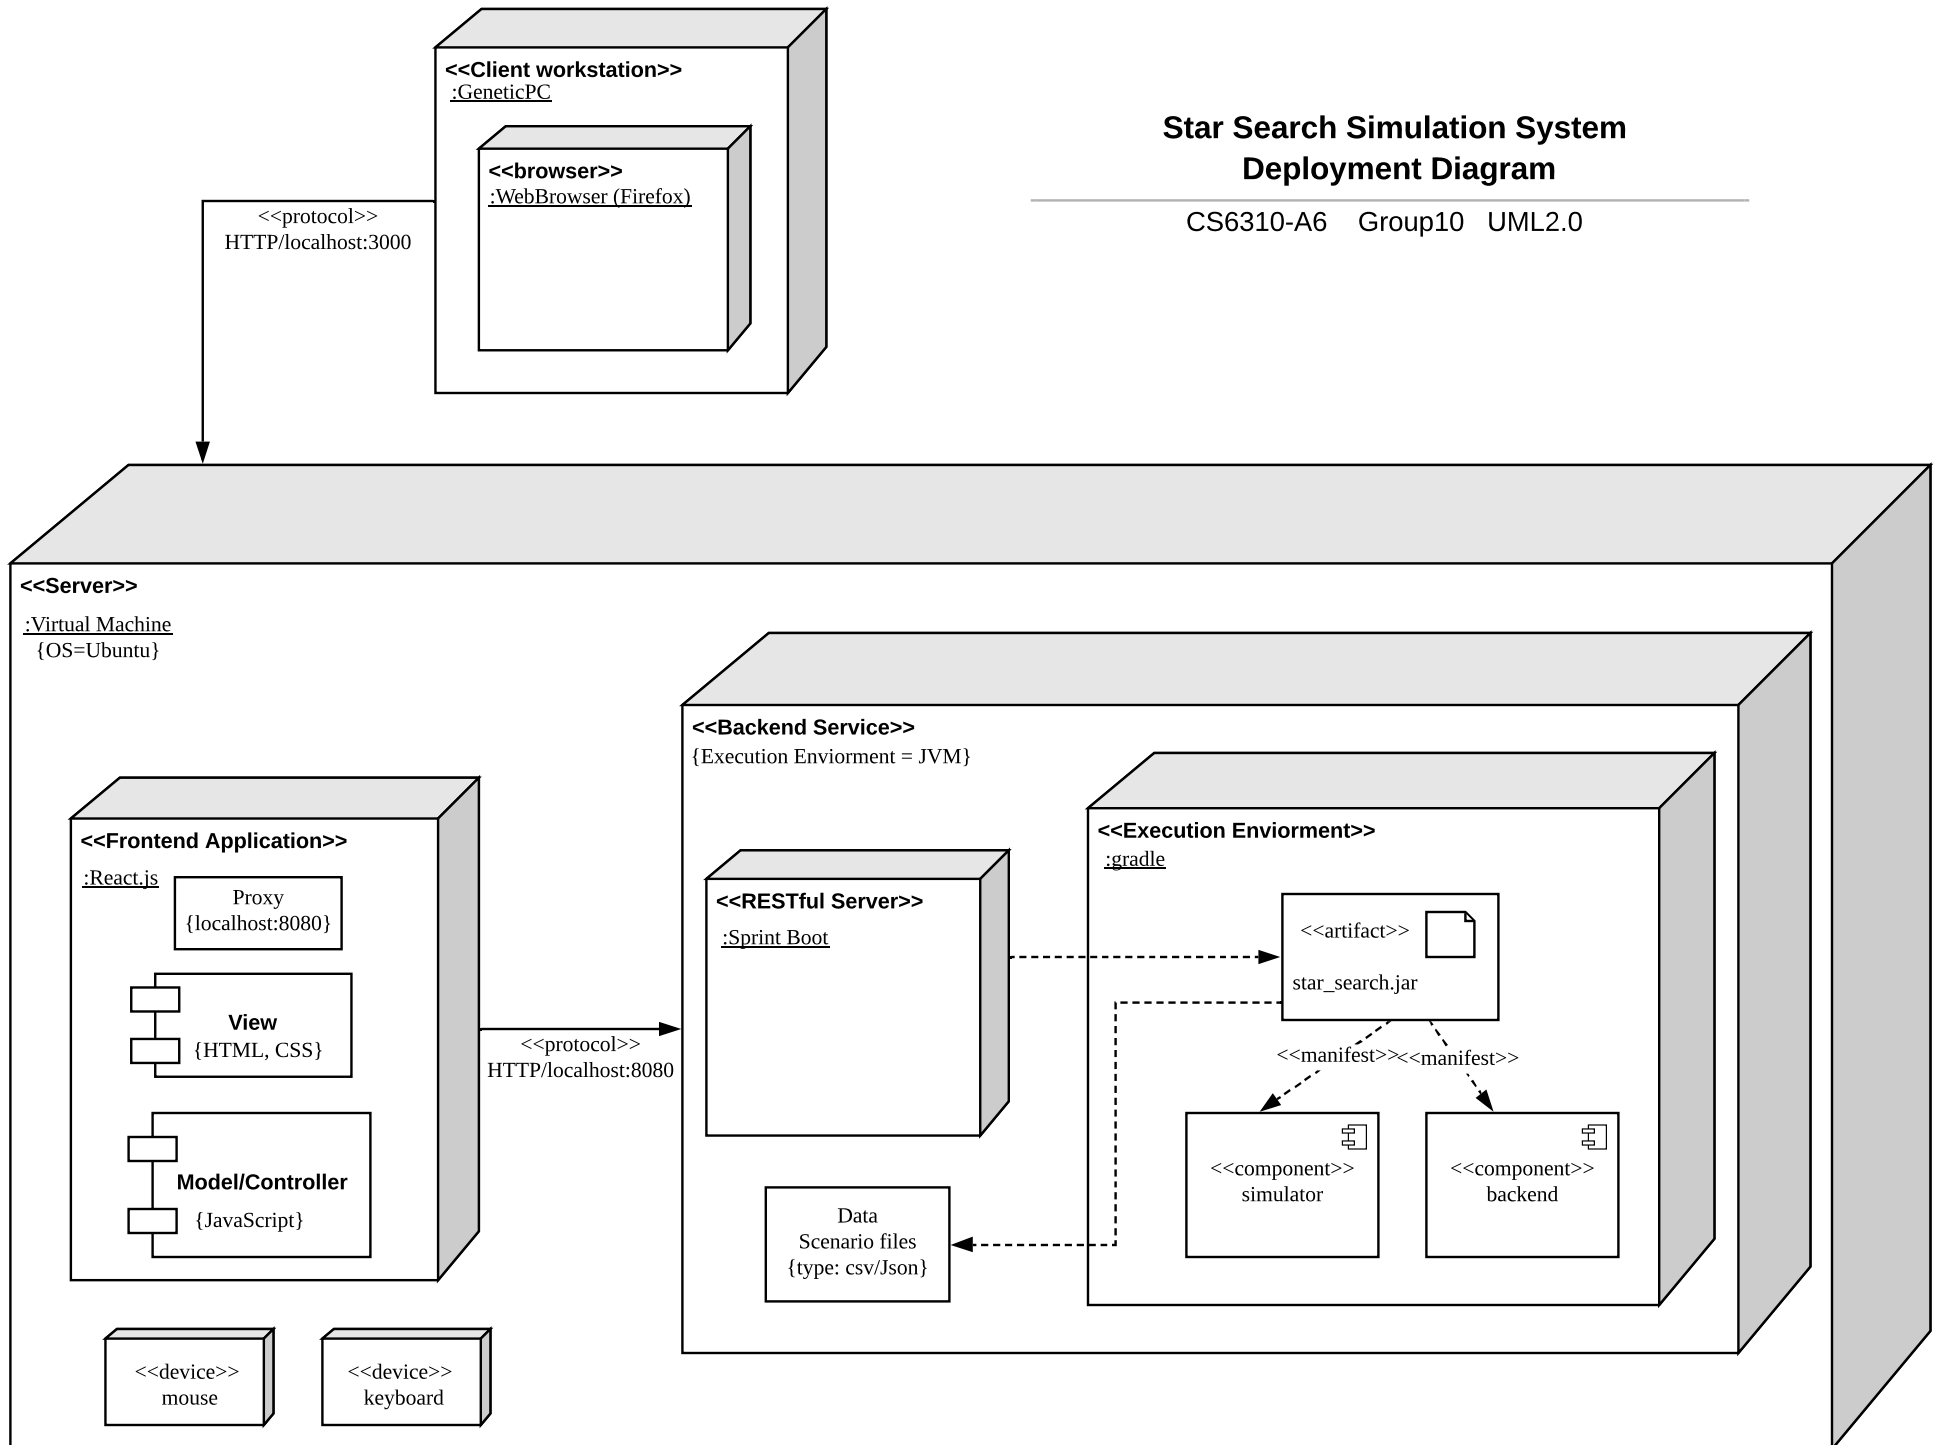 <<Client workstation>>
:GeneticPC
<<browser>>
:WebBrowser (Firefox)
Star Search Simulation System
Deployment Diagram
CS6310-A6 Group10 UML2.0
<<protocol>>
HTTP/localhost:3000
<<Server>>
:Virtual Machine
{OS=Ubuntu}
<<Frontend Application>>
:React.js
Proxy
{localhost:8080}
View
{HTML, CSS}
Model/Controller
{JavaScript}
<<protocol>>
HTTP/localhost:8080
<<Backend Service>>
{Execution Enviorment = JVM}
<<RESTful Server>>
:Sprint Boot
Data
Scenario files
{type: csv/Json}
<<Execution Enviorment>>
:gradle
<<artifact>>
star_search.jar
<<manifest>>
<<manifest>>
<<component>>
simulator
<<component>>
backend
<<device>>
mouse
<<device>>
keyboard